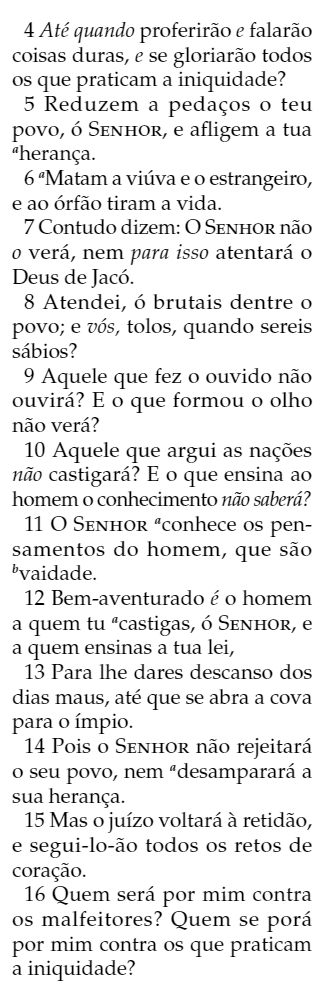 4 Até quando proferirão e falarão
coisas duras, e se gloriarão todos
os que praticam a iniquidade?
5 Reduzem a pedaços o teu
povo, ó SENHOR, e afligem a tua
ᵃherança.
6 ᵃMatam a viúva e o estrangeiro,
e ao órfão tiram a vida.
7 Contudo dizem: O SENHOR não
o verá, nem para isso atentará o
Deus de Jacó.
8 Atendei, ó brutais dentre o
povo; e vós, tolos, quando sereis
sábios?
9 Aquele que fez o ouvido não
ouvirá? E o que formou o olho
não verá?
10 Aquele que argui as nações
não castigará? E o que ensina ao
homem o conhecimento não saberá?
11 O SENHOR ᵃconhece os pen-
samentos do homem, que são
ᵇvaidade.
12 Bem-aventurado é o homem
a quem tu ᵃcastigas, ó SENHOR, e
a quem ensinas a tua lei,
13 Para lhe dares descanso dos
dias maus, até que se abra a cova
para o ímpio.
14 Pois o SENHOR não rejeitará
o seu povo, nem ᵃdesamparará a
sua herança.
15 Mas o juízo voltará à retidão,
e segui-lo-ão todos os retos de
coração.
16 Quem será por mim contra
os malfeitores? Quem se porá
por mim contra os que praticam
a iniquidade?